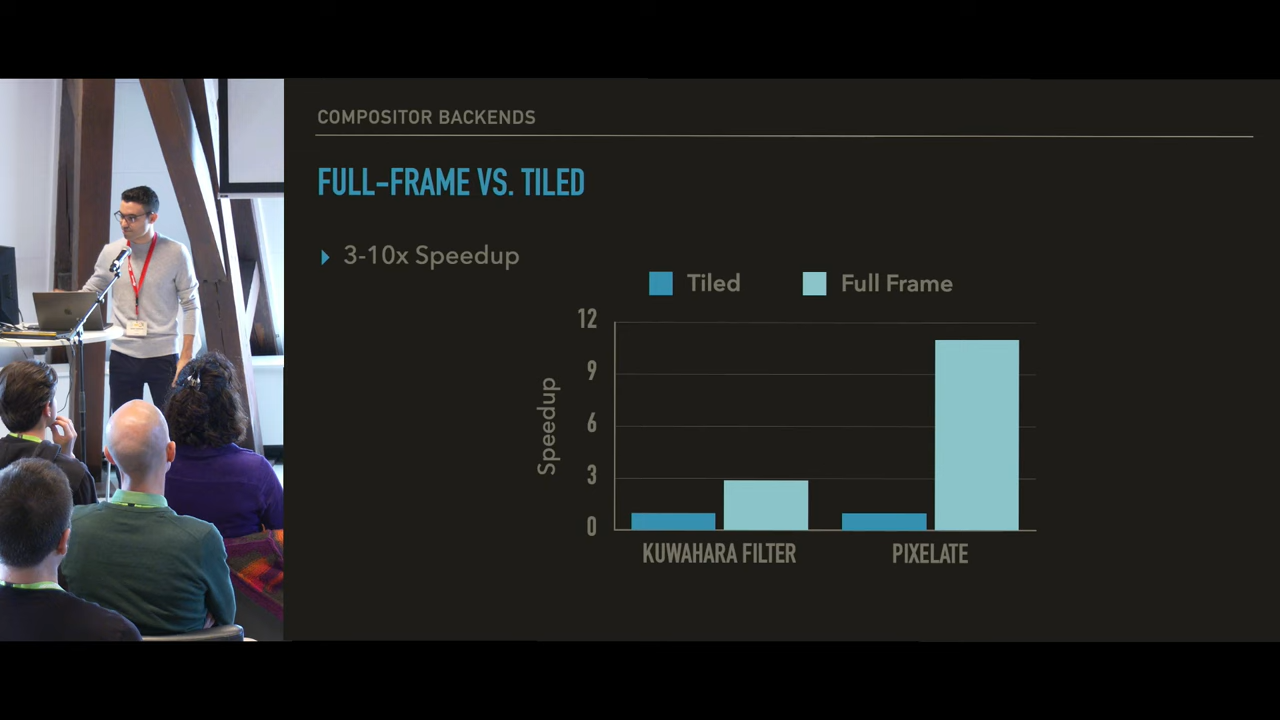 COMPOSITOR BACKENDS
FULL-FRAME VS. TILED
3-10x Speedup
Tiled
Full Frame
12
9
6
3
0
Speedup
KUWAHARA FILTER
PIXELATE